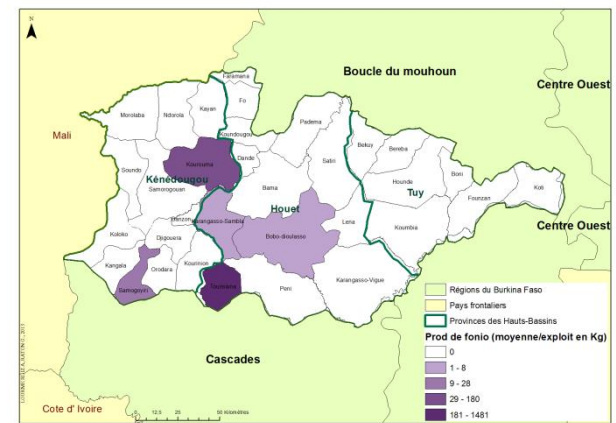 N
Boucle du mouhoun
Centre Ouest
Mali
Faramana
Fo
Morolaba
Ndorola
Kayan
Koundougou
Padema
Kourouma
Dande
Satiri
Bekuy
Bereba
Boni
Soundo
Kénédougou
Samorogouan
Bama
Hounde
Tuy
Founzan
Koti
Houet
Karangasso-Sambla
Bobo-dioulasso
Lena
Koumbia
Centre Ouest
Koloko
Djigouera
Kangala
Orodara
Kourinion
Samogoyiri
Toussiana
Peni
Karangasso-Vigue
Cascades
Cote d' Ivoire
0 12.5 25 50 Kilomètres
Régions du Burkina Faso
Pays frontaliers
Provinces des Hauts-Bassins
Prod de fonio (moyenne/exploit en Kg)
0
1 - 8
9 - 28
29 - 180
181 - 1481